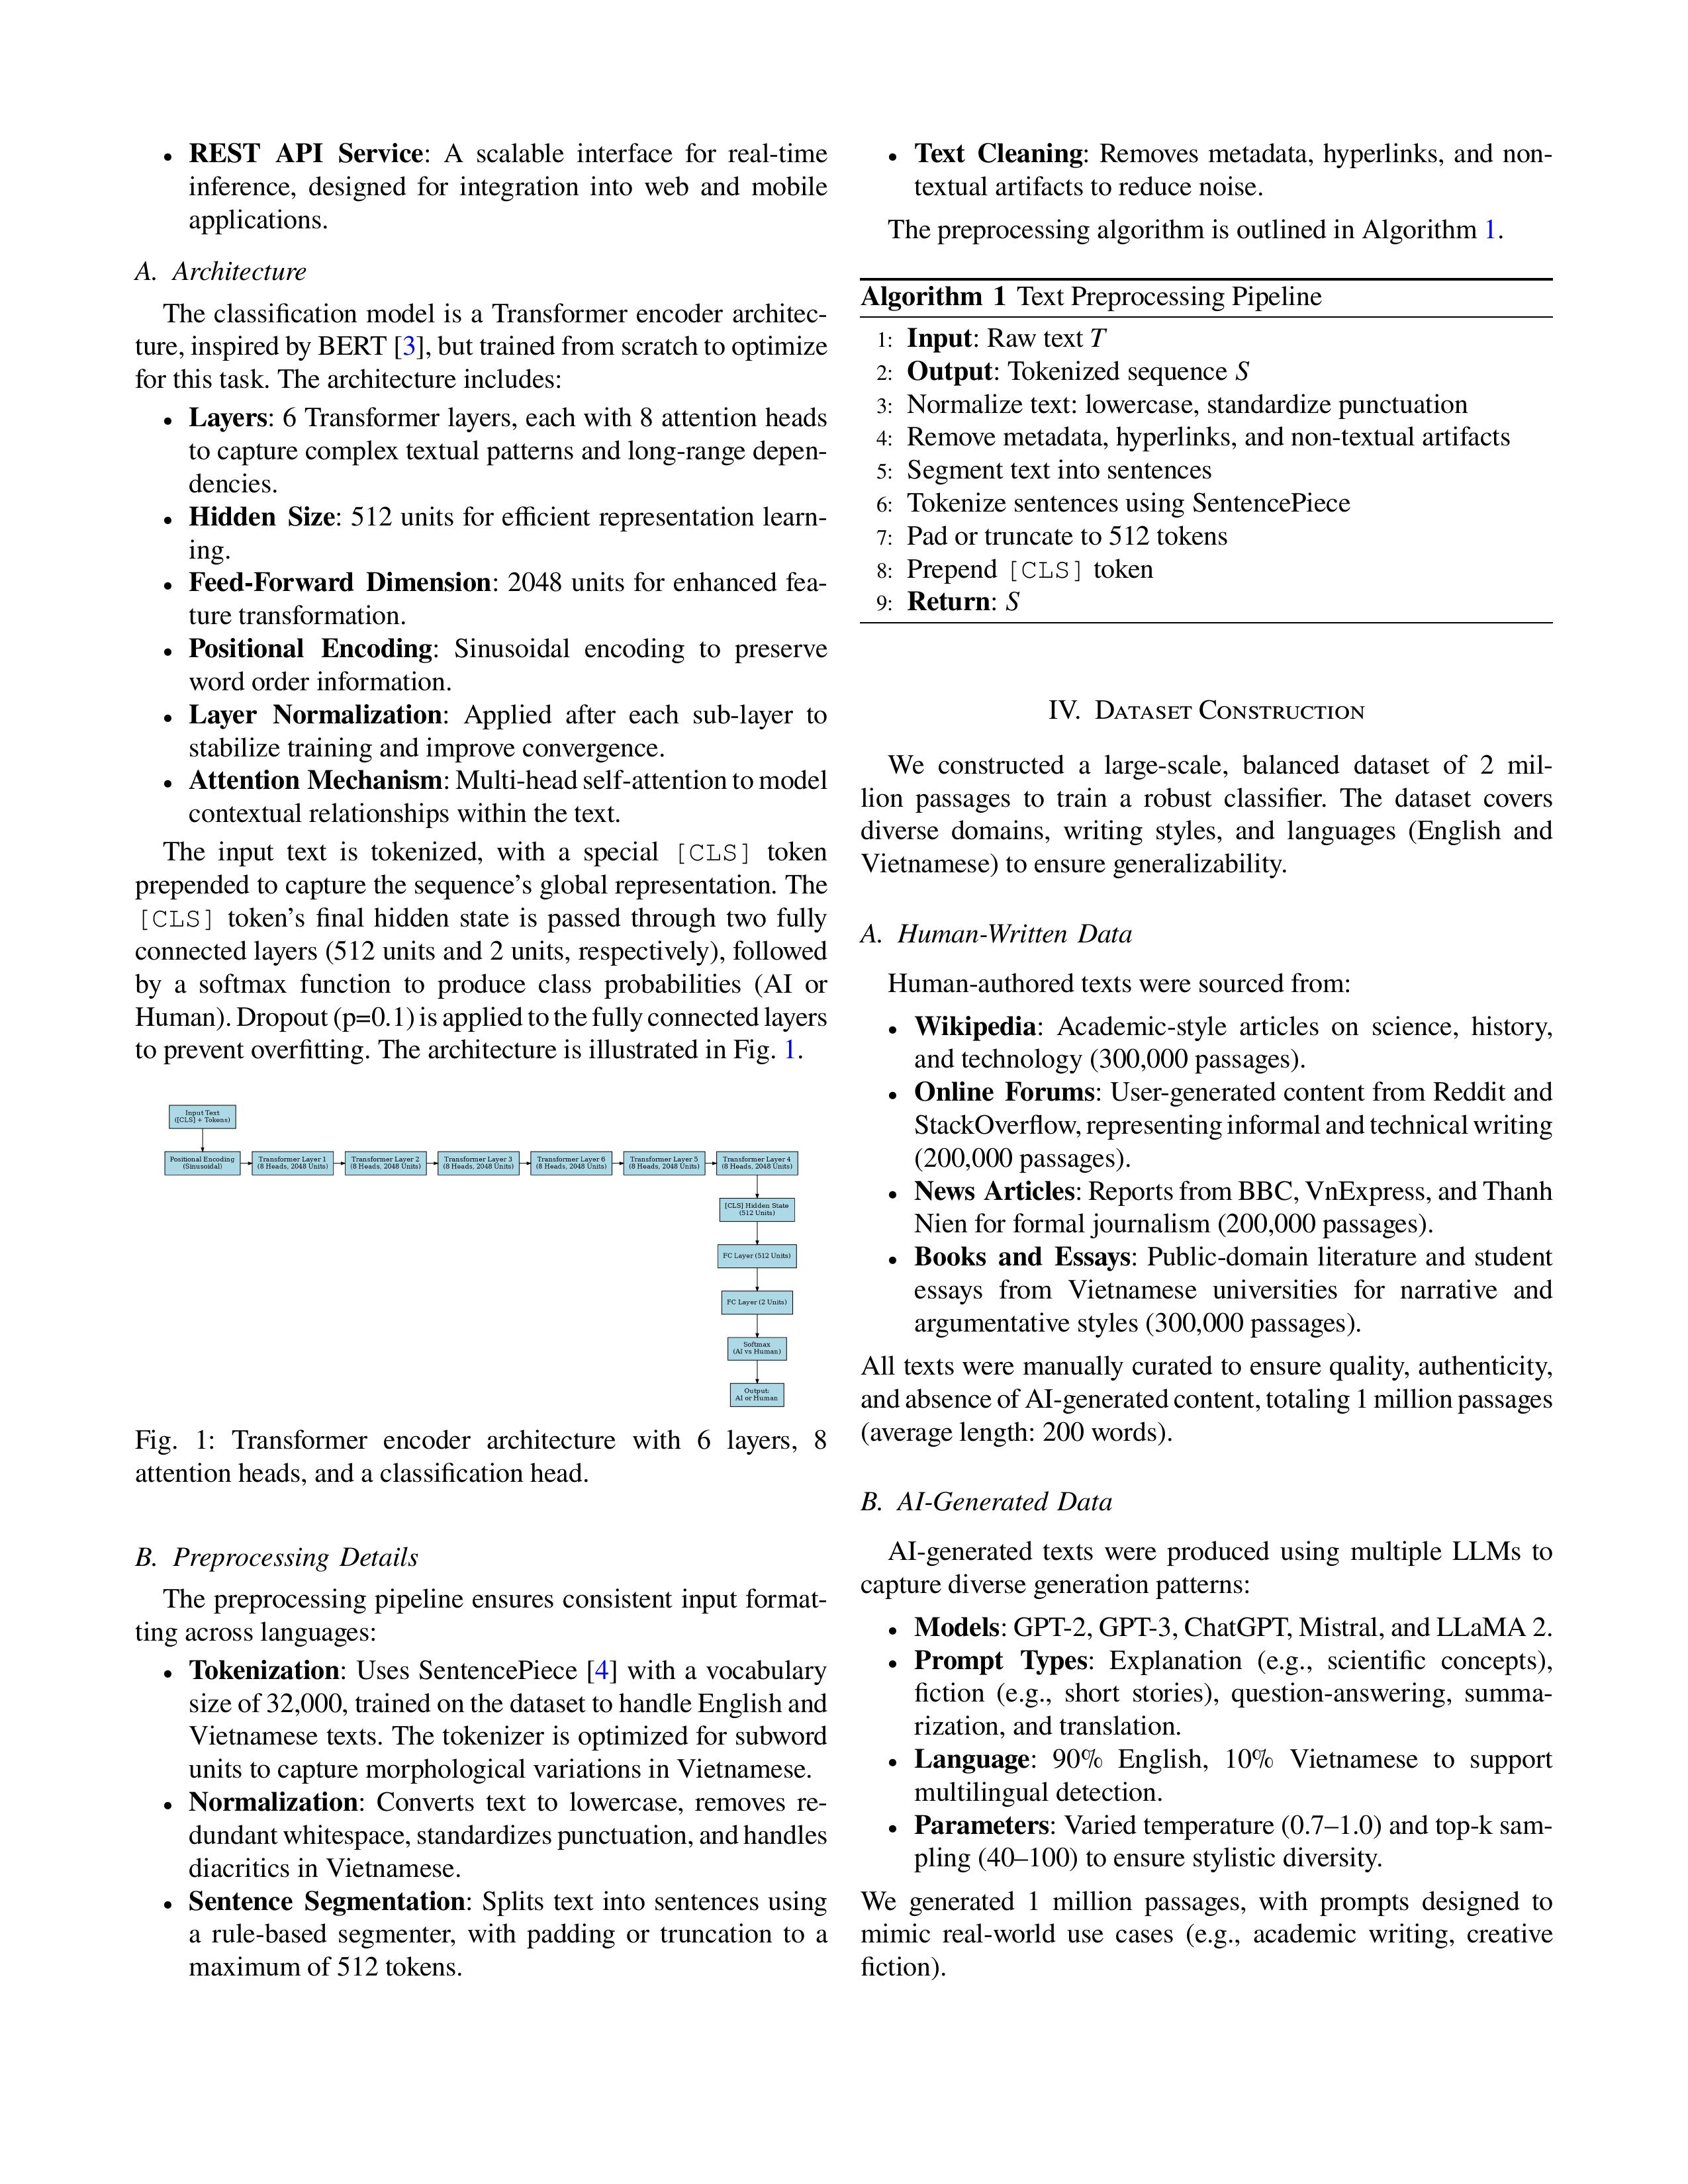 • REST API Service: A scalable interface for real-time
inference, designed for integration into web and mobile
applications.
A. Architecture
The classification model is a Transformer encoder architec-
ture, inspired by BERT [3], but trained from scratch to optimize
for this task. The architecture includes:
• Layers: 6 Transformer layers, each with 8 attention heads
to capture complex textual patterns and long-range depen-
dencies.
• Hidden Size: 512 units for efficient representation learn-
ing.
• Feed-Forward Dimension: 2048 units for enhanced fea-
ture transformation.
• Positional Encoding: Sinusoidal encoding to preserve
word order information.
• Layer Normalization: Applied after each sub-layer to
stabilize training and improve convergence.
• Attention Mechanism: Multi-head self-attention to model
contextual relationships within the text.
The input text is tokenized, with a special [CLS] token
prepended to capture the sequence's global representation. The
[CLS] token's final hidden state is passed through two fully
connected layers (512 units and 2 units, respectively), followed
by a softmax function to produce class probabilities (AI or
Human). Dropout (p=0.1) is applied to the fully connected layers
to prevent overfitting. The architecture is illustrated in Fig. 1.
Input Text
([CLS] + Tokens)
Positional Encoding
(Sinusoidal)
Transformer Layer 1
(8 Heads, 2048 Units)
Transformer Layer 2
(8 Heads, 2048 Units)
Transformer Layer 3
(8 Heads, 2048 Units)
Transformer Layer 6
(8 Heads, 2048 Units)
Transformer Layer 5
(8 Heads, 2048 Units)
Transformer Layer 4
(8 Heads, 2048 Units)
[CLS] Hidden State
(512 Units)
FC Layer (512 Units)
FC Layer (2 Units)
Softmax
(AI vs Human)
Output:
AI or Human
Fig. 1: Transformer encoder architecture with 6 layers, 8
attention heads, and a classification head.
B. Preprocessing Details
The preprocessing pipeline ensures consistent input format-
ting across languages:
• Tokenization: Uses SentencePiece [4] with a vocabulary
size of 32,000, trained on the dataset to handle English and
Vietnamese texts. The tokenizer is optimized for subword
units to capture morphological variations in Vietnamese.
• Normalization: Converts text to lowercase, removes re-
dundant whitespace, standardizes punctuation, and handles
diacritics in Vietnamese.
• Sentence Segmentation: Splits text into sentences using
a rule-based segmenter, with padding or truncation to a
maximum of 512 tokens.
• Text Cleaning: Removes metadata, hyperlinks, and non-
textual artifacts to reduce noise.
The preprocessing algorithm is outlined in Algorithm 1.
Algorithm 1 Text Preprocessing Pipeline
1: Input: Raw text T
2: Output: Tokenized sequence S
3: Normalize text: lowercase, standardize punctuation
4: Remove metadata, hyperlinks, and non-textual artifacts
5: Segment text into sentences
6: Tokenize sentences using SentencePiece
7: Pad or truncate to 512 tokens
8: Prepend [CLS] token
9: Return: S
IV. Dataset Construction
We constructed a large-scale, balanced dataset of 2 mil-
lion passages to train a robust classifier. The dataset covers
diverse domains, writing styles, and languages (English and
Vietnamese) to ensure generalizability.
A. Human-Written Data
Human-authored texts were sourced from:
• Wikipedia: Academic-style articles on science, history,
and technology (300,000 passages).
• Online Forums: User-generated content from Reddit and
StackOverflow, representing informal and technical writing
(200,000 passages).
• News Articles: Reports from BBC, VnExpress, and Thanh
Nien for formal journalism (200,000 passages).
• Books and Essays: Public-domain literature and student
essays from Vietnamese universities for narrative and
argumentative styles (300,000 passages).
All texts were manually curated to ensure quality, authenticity,
and absence of AI-generated content, totaling 1 million passages
(average length: 200 words).
B. AI-Generated Data
AI-generated texts were produced using multiple LLMs to
capture diverse generation patterns:
• Models: GPT-2, GPT-3, ChatGPT, Mistral, and LLaMA 2.
• Prompt Types: Explanation (e.g., scientific concepts),
fiction (e.g., short stories), question-answering, summa-
rization, and translation.
• Language: 90% English, 10% Vietnamese to support
multilingual detection.
• Parameters: Varied temperature (0.7–1.0) and top-k sam-
pling (40–100) to ensure stylistic diversity.
We generated 1 million passages, with prompts designed to
mimic real-world use cases (e.g., academic writing, creative
fiction).